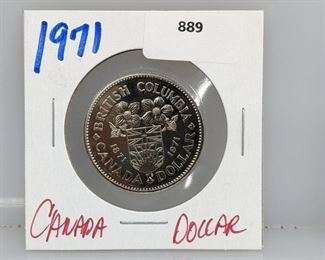 1971
889
BRITISH COLUMBIA
1871 1971
CANADA DOLLAR
CANADA DOLLAR